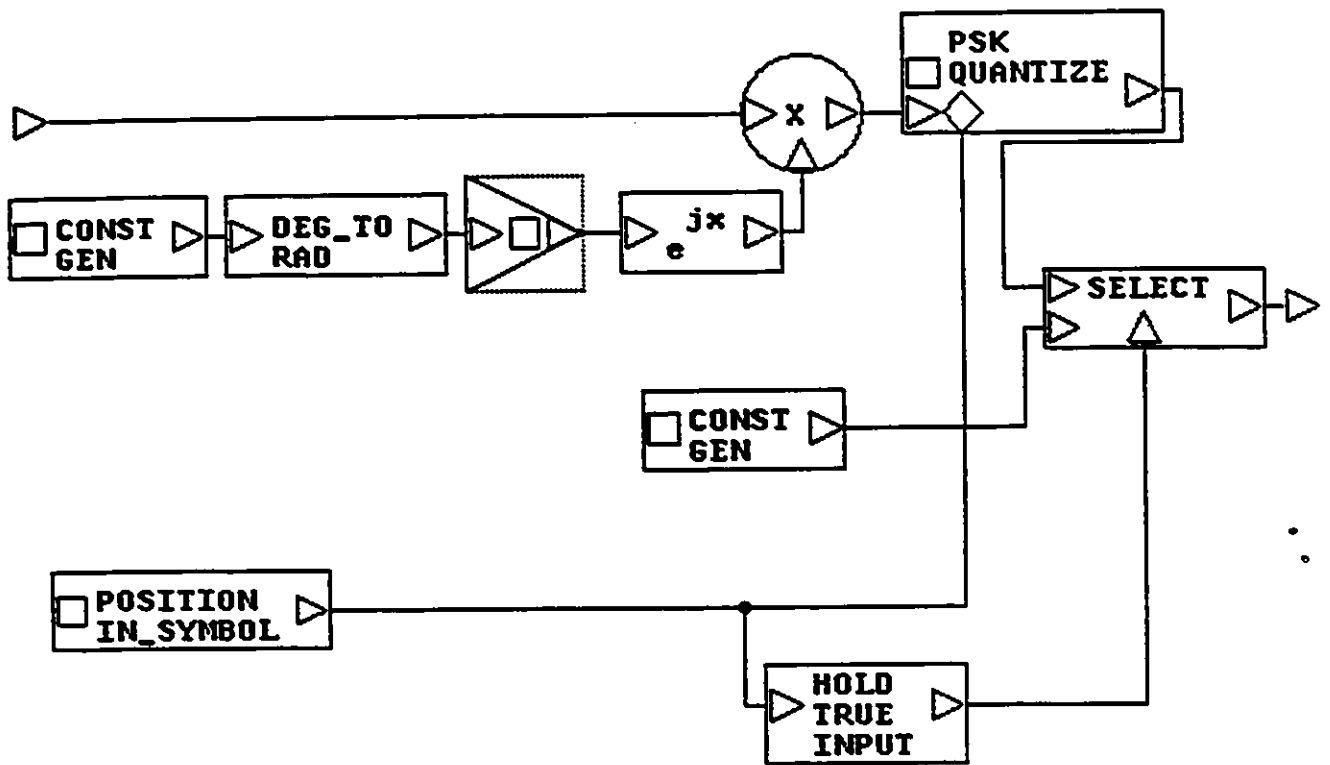 PSK
QUANTIZE
X
CONST
GEN
DEG_TO
RAD
e jx
SELECT
CONST
GEN
POSITION
IN_SYMBOL
HOLD
TRUE
INPUT